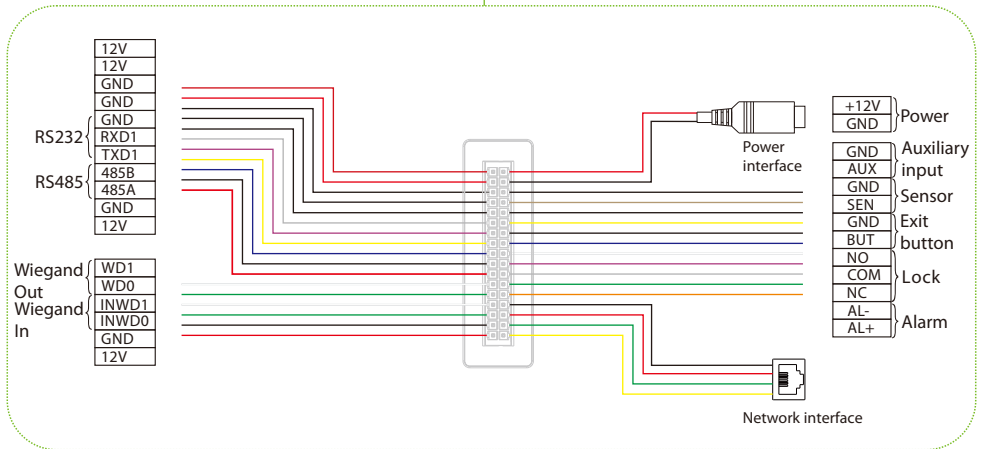 12V
12V
GND
GND
GND
RXD1
TXD1
485B
485A
GND
12V
RS232
RS485
WD1
WD0
INWD1
INWD0
GND
12V
Wiegand
Out
Wiegand
In
Power
interface
+12V
GND
Power
GND
AUX
Auxiliary
input
GND
SEN
Sensor
GND
BUT
Exit
button
NO
COM
NC
Lock
AL-
AL+
Alarm
Network interface